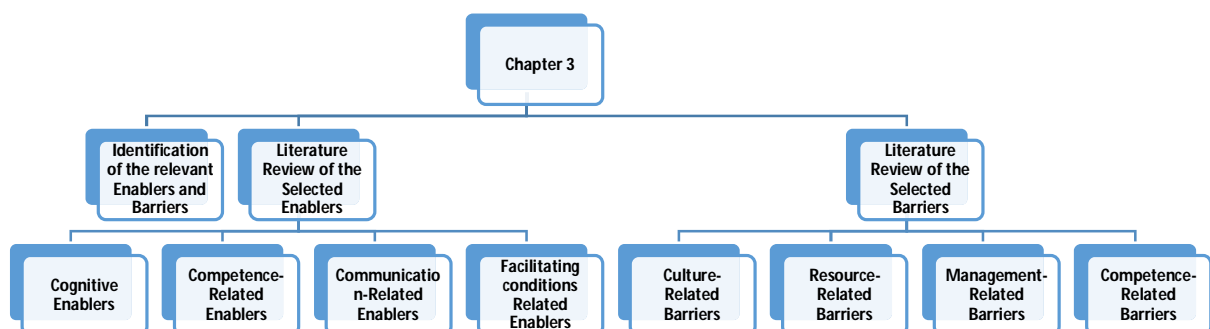 Chapter 3
Identification
of the relevant
Enablers and
Barriers
Literature
Review of the
Selected
Enablers
Literature
Review of the
Selected
Barriers
Cognitive
Enablers
Competence-
Related
Enablers
Communicatio
n-Related
Enablers
Facilitating
conditions
Related
Enablers
Culture-
Related
Barriers
Resource-
Related
Barriers
Management-
Related
Barriers
Competence-
Related
Barriers